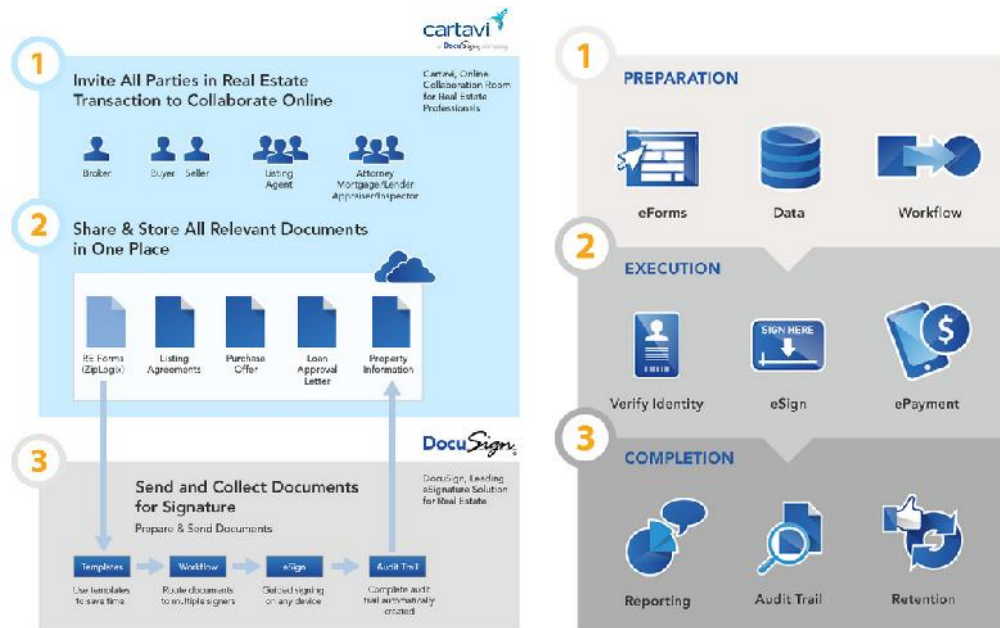 cartavi
a DocuSign company
1
Invite All Parties in Real Estate
Transaction to Collaborate Online
Cartavi, Online
Collaboration Room
for Real Estate
Professionals
Broker
Buyer
Seller
Listing
Agent
Attorney
Mortgage/Lender
Appraiser/Inspector
2
Share & Store All Relevant Documents
in One Place
RE Forms
(ZipLogix)
Listing
Agreements
Purchase
Offer
Loan
Approval
Letter
Property
Information
DocuSign
3
Send and Collect Documents
for Signature
Prepare & Send Documents
DocuSign, Leading
eSignature Solution
for Real Estate
Templates
Workflow
eSign
Audit Trail
Use templates
to save time
Route documents
to multiple signers
Guided signing
on any device
Complete audit
trail automatically
created
1
PREPARATION
eForms
Data
Workflow
2
EXECUTION
SIGN HERE
$
Verify Identity
eSign
ePayment
3
COMPLETION
Reporting
Audit Trail
Retention